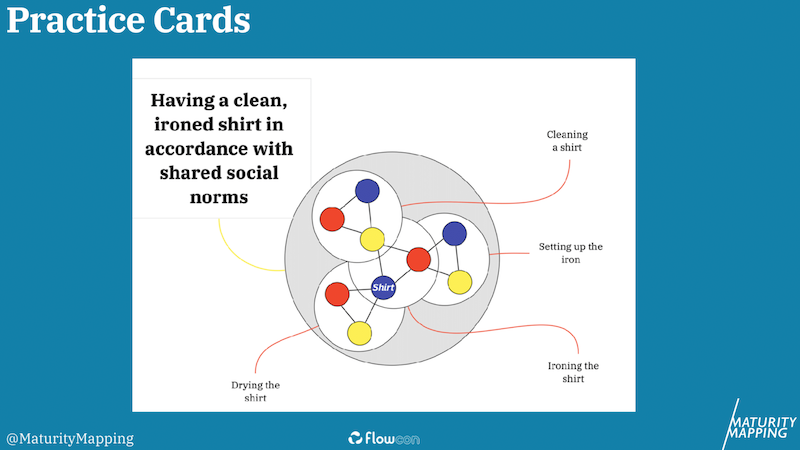 Practice Cards
Having a clean,
ironed shirt in
accordance with
shared social
norms
Cleaning
a shirt
Setting up the
iron
Shirt
Ironing the
shirt
Drying the
shirt
@MaturityMapping
flowcon
MATURITY
MAPPING